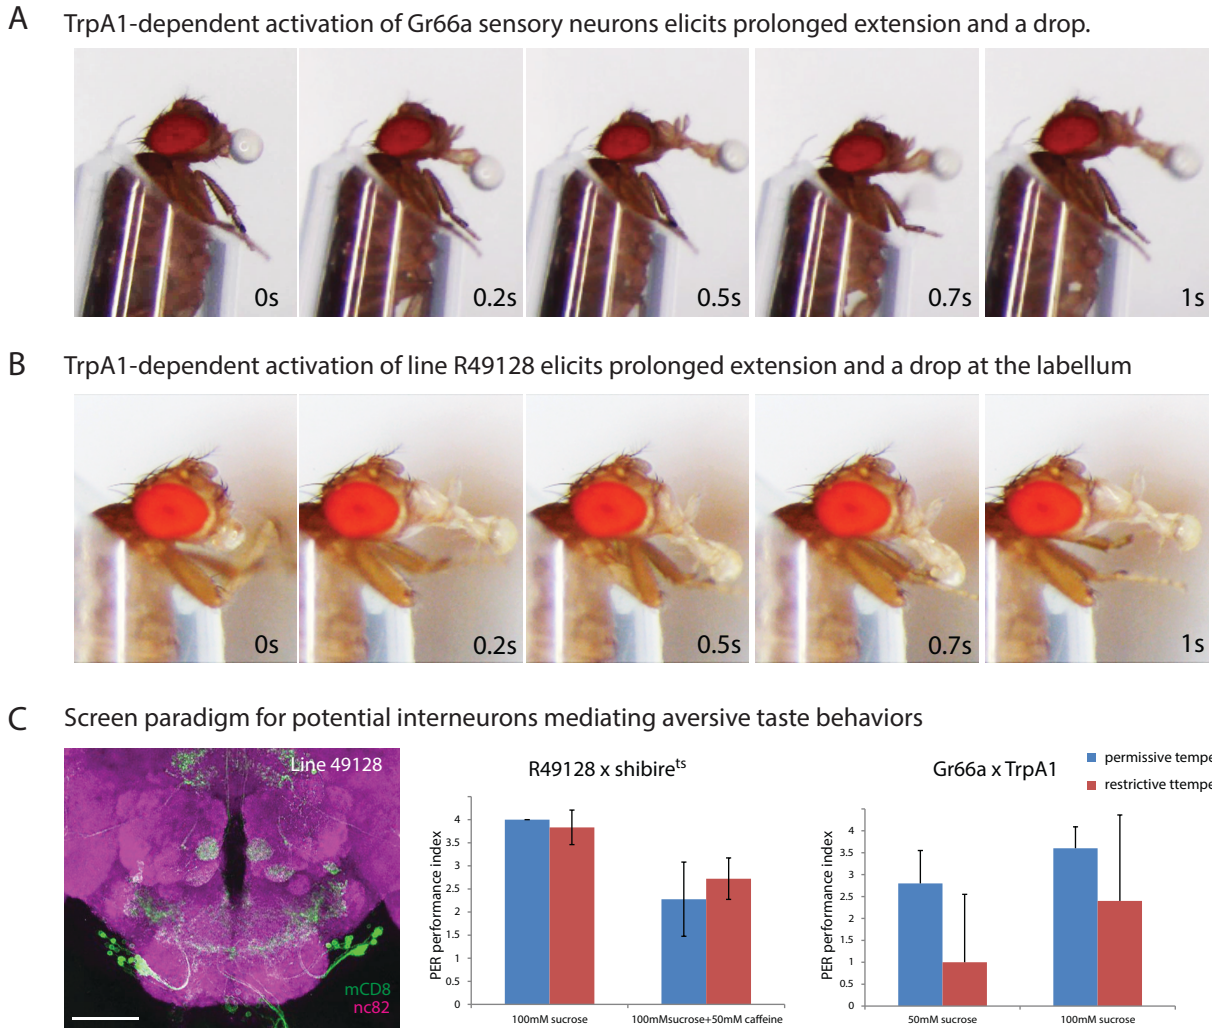 A TrpA1-dependent activation of Gr66a sensory neurons elicits prolonged extension and a drop.
0s 0.2s 0.5s 0.7s 1s
B TrpA1-dependent activation of line R49128 elicits prolonged extension and a drop at the labellum
0s 0.2s 0.5s 0.7s 1s
C Screen paradigm for potential interneurons mediating aversive taste behaviors
Line 49128
mCD8
nc82
R49128 x shibire^ts
PER performance index
4
3.5
3
2.5
2
1.5
1
0.5
0
100mM sucrose 100mMsucrose+50mM caffeine
Gr66a x TrpA1
permissive tempe
restrictive ttempe
PER performance index
4
3.5
3
2.5
2
1.5
1
0.5
0
50mM sucrose 100mM sucrose